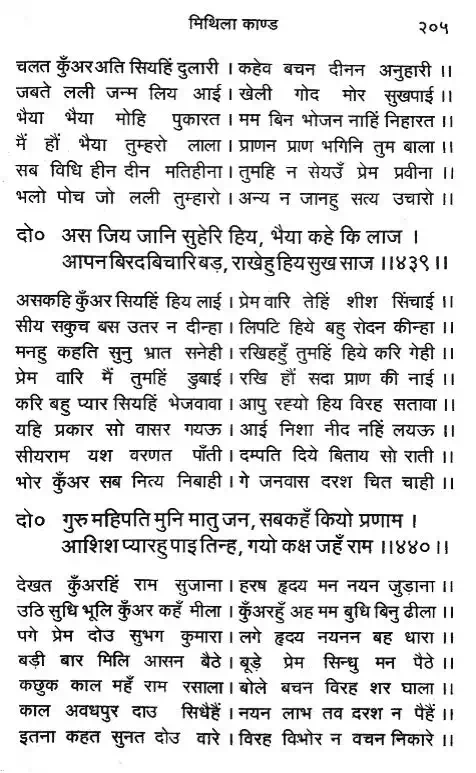 मिथिला काण्ड २०५
चलत कुँअर अति सियहिं दुलारी । कहेव बचन दीनन अनुहारी ।।
जबते लली जन्म लिय आई । खेली गोद मोर सुखपाई ।।
भैया भैया मोहि पुकारत । मम बिन भोजन नाहिं निहारत ।।
मैं हौं भैया तुम्हरो लाला । प्राणन प्राण भगिनि तुम बाला ।।
सब विधि हीन दीन मतिहीना । तुमहि न सेयउँ प्रेम प्रवीना ।।
भलो पोच जो लली तुम्हारो । अन्य न जानहु सत्य उचारो ।।
दो० अस जिय जानि सुहेरि हिय, भैया कहे कि लाज ।
आपन बिरद बिचारि बड़, राखेहु हिय सुख साज ।।४३९।।
असकहि कुँअर सियहिं हिय लाई । प्रेम वारि तेहिं शीश सिंचाई ।।
सीय सकुच बस उतर न दीन्हा । लिपटि हिये बहु रोदन कीन्हा ।।
मनहु कहति सुनु भ्रात सनेही । रखिहहुँ तुमहिं हिये करि गेही ।।
प्रेम वारि मैं तुमहिं डुबाई । रखि हौं सदा प्राण की नाई ।।
करि बहु प्यार सियहिं भेजवावा । आपु रह्यो हिय विरह सतावा ।।
यहि प्रकार सो वासर गयऊ । आई निशा नीद नहिं लयऊ ।।
सीयराम यश वरणत पाँती । दम्पति दिये बिताय सो राती ।।
भोर कुँअर सब नित्य निबाही । गे जनवास दरश चित चाही ।।
दो० गुरु महिपति मुनि मातु जन, सबकहँ कियो प्रणाम ।
आशिश प्यारहु पाइ तिन्ह, गयो कक्ष जहँ राम ।।४४०।।
देखत कुँअरहिं राम सुजाना । हरष हृदय मन नयन जुड़ाना ।।
उठि सुधि भूलि कुँअर कहँ मीला । कुँअरहुँ अह मम बुधि बिनु ढीला ।।
पगे प्रेम दोउ सुभग कुमारा । लगे हृदय नयनन बह धारा ।।
बड़ी बार मिलि आसन बैठे । बूड़े प्रेम सिन्धु मन पैठे ।।
कछुक काल महँ राम रसाला । बोले बचन विरह शर घाला ।।
काल अवधपुर दाउ सिधैहैं । नयन लाभ तव दरश न पैहैं ।।
इतना कहत सुनत दोउ वारे । विरह विभोर न वचन निकारे ।।